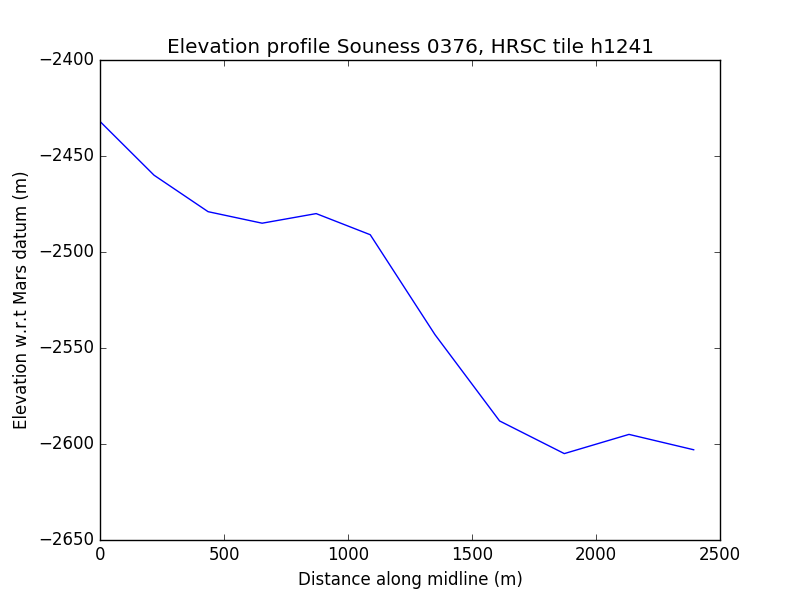 Elevation profile Souness 0376, HRSC tile h1241
−2400
−2450
−2500
−2550
−2600
−2650
Elevation w.r.t Mars datum (m)
0 500 1000 1500 2000 2500
Distance along midline (m)